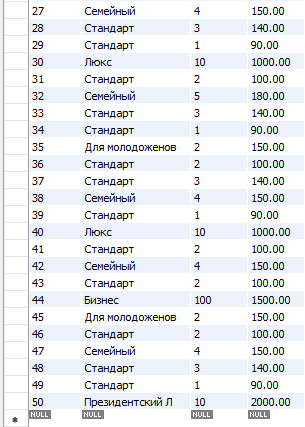 27 Семейный 4 150.00
28 Стандарт 3 140.00
29 Стандарт 1 90.00
30 Люкс 10 1000.00
31 Стандарт 2 100.00
32 Семейный 5 180.00
33 Стандарт 3 140.00
34 Стандарт 1 90.00
35 Для молодоженов 2 150.00
36 Стандарт 2 100.00
37 Стандарт 3 140.00
38 Семейный 4 150.00
39 Стандарт 1 90.00
40 Люкс 10 1000.00
41 Стандарт 2 100.00
42 Семейный 4 150.00
43 Стандарт 2 100.00
44 Бизнес 100 1500.00
45 Для молодоженов 2 150.00
46 Стандарт 2 100.00
47 Семейный 4 150.00
48 Стандарт 3 140.00
49 Стандарт 1 90.00
50 Президентский Л 10 2000.00
NULL NULL NULL NULL